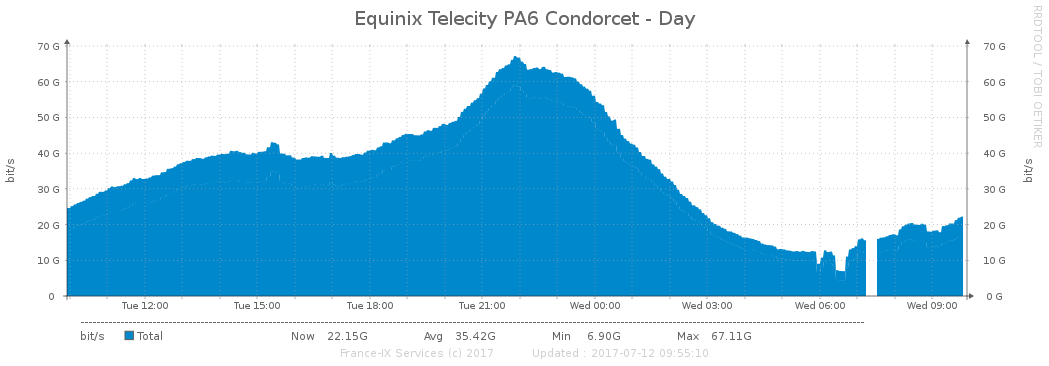 Equinix Telecity PA6 Condorcet - Day
RRDTOOL / TOBI OETIKER
70 G 70 G
60 G 60 G
50 G 50 G
40 G 40 G
30 G 30 G
20 G 20 G
10 G 10 G
0 0 G
bit/s
bit/s
Tue 12:00 Tue 15:00 Tue 18:00 Tue 21:00 Wed 00:00 Wed 03:00 Wed 06:00 Wed 09:00
bit/s Total Now 22.15G Avg 35.42G Min 6.90G Max 67.11G
France-IX Services (c) 2017 Updated : 2017-07-12 09:55:10